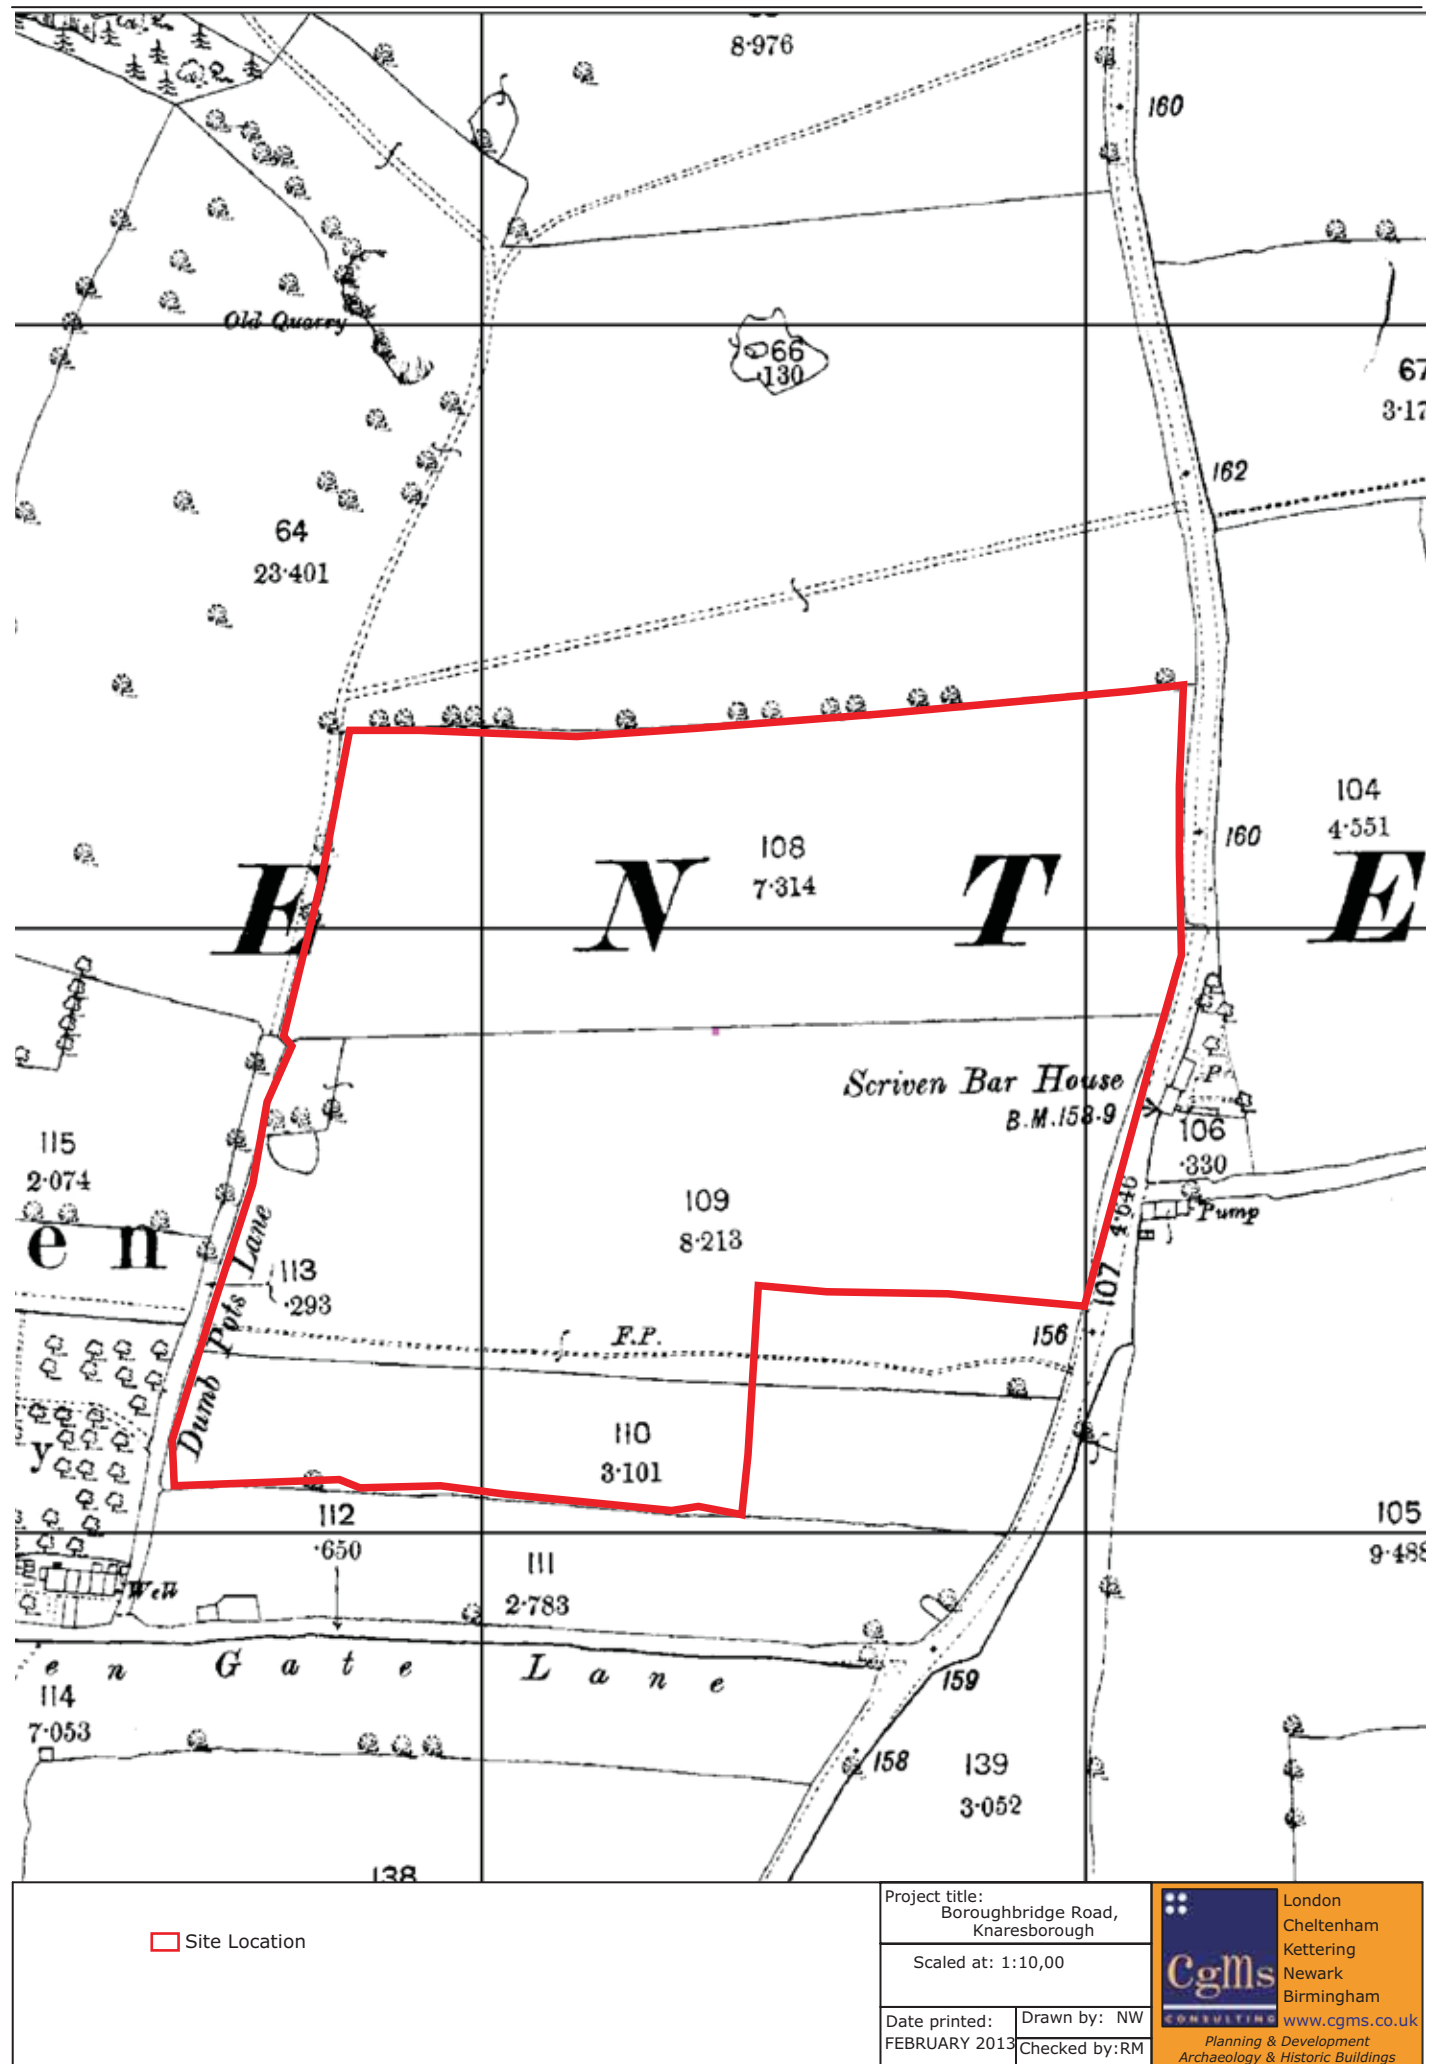 8·976
160
Old Quarry
66
·130
67
3·17
162
64
23·401
104
4·551
160
108
7·314
E N T E
Scriven Bar House
B.M.158·9
P
106
·330
115
2·074
109
8·213
4·646
Pump
e n
113
·293
107
Dumb Pots Lane
F.P.
156
110
3·101
y
112
·650
105
9·488
111
2·783
Well
e n G a t e L a n e
114
7·053
159
158
139
3·052
138
Site Location
Project title:
Boroughbridge Road,
Knaresborough
Scaled at: 1:10,00
Date printed:
FEBRUARY 2013
Drawn by: NW
Checked by:RM
CgMs
CONSULTING
London
Cheltenham
Kettering
Newark
Birmingham
www.cgms.co.uk
Planning & Development
Archaeology & Historic Buildings